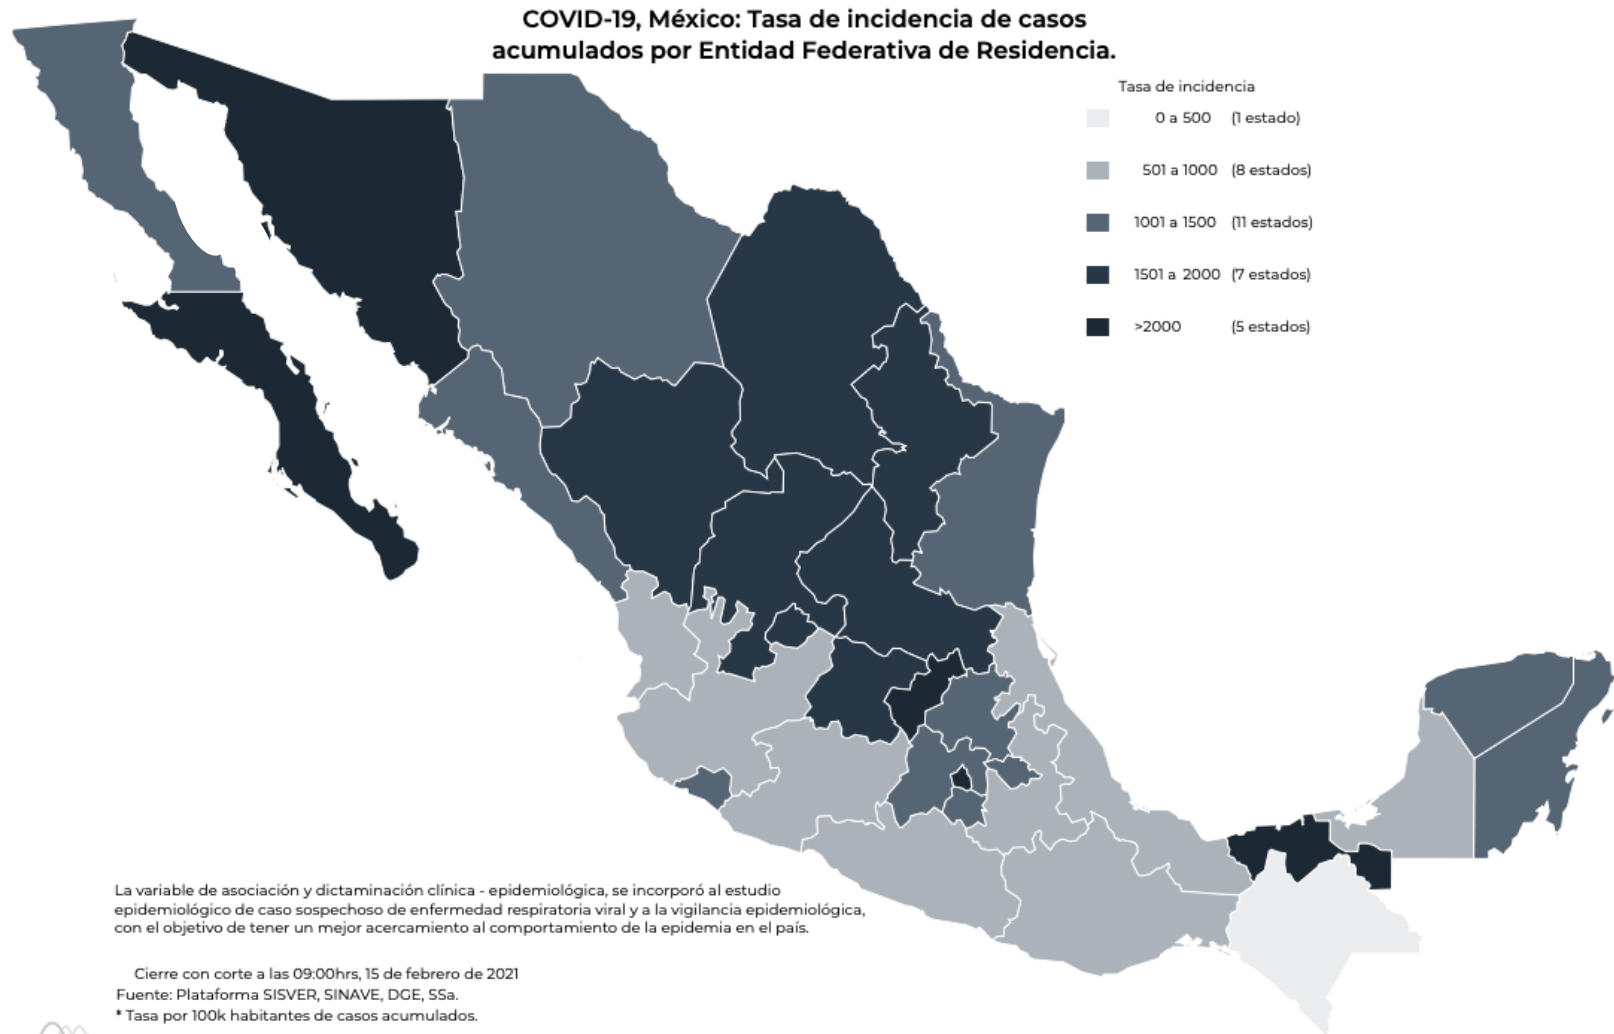 COVID-19, México: Tasa de incidencia de casos
acumulados por Entidad Federativa de Residencia.
Tasa de incidencia
0 a 500 (1 estado)
501 a 1000 (8 estados)
1001 a 1500 (11 estados)
1501 a 2000 (7 estados)
>2000 (5 estados)
La variable de asociación y dictaminación clínica - epidemiológica, se incorporó al estudio
epidemiológico de caso sospechoso de enfermedad respiratoria viral y a la vigilancia epidemiológica,
con el objetivo de tener un mejor acercamiento al comportamiento de la epidemia en el país.
Cierre con corte a las 09:00hrs, 15 de febrero de 2021
Fuente: Plataforma SISVER, SINAVE, DGE, SSa.
* Tasa por 100k habitantes de casos acumulados.